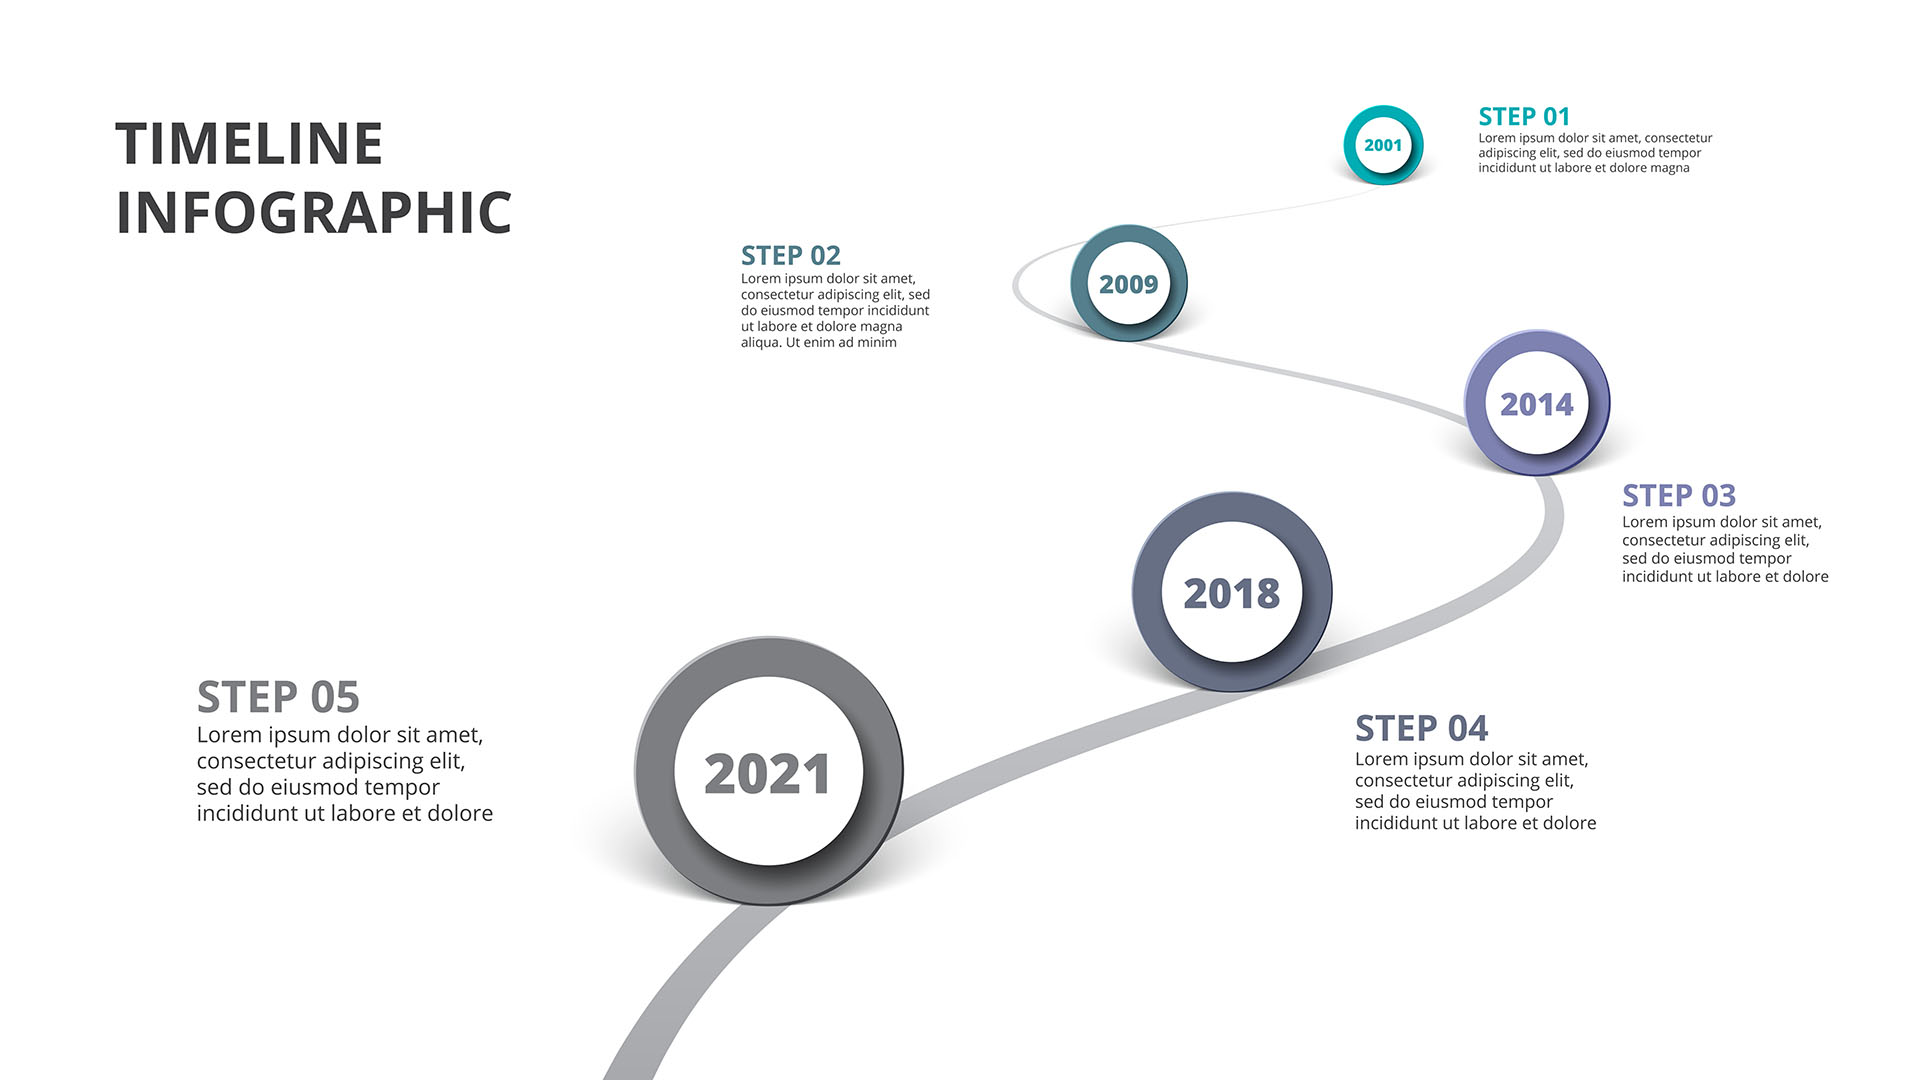 TIMELINE
INFOGRAPHIC
2001
STEP 01
Lorem ipsum dolor sit amet, consectetur
adipiscing elit, sed do eiusmod tempor
incididunt ut labore et dolore magna
STEP 02
Lorem ipsum dolor sit amet,
consectetur adipiscing elit, sed
do eiusmod tempor incididunt
ut labore et dolore magna
aliqua. Ut enim ad minim
2009
2014
STEP 03
Lorem ipsum dolor sit amet,
consectetur adipiscing elit,
sed do eiusmod tempor
incididunt ut labore et dolore
2018
STEP 04
Lorem ipsum dolor sit amet,
consectetur adipiscing elit,
sed do eiusmod tempor
incididunt ut labore et dolore
STEP 05
Lorem ipsum dolor sit amet,
consectetur adipiscing elit,
sed do eiusmod tempor
incididunt ut labore et dolore
2021